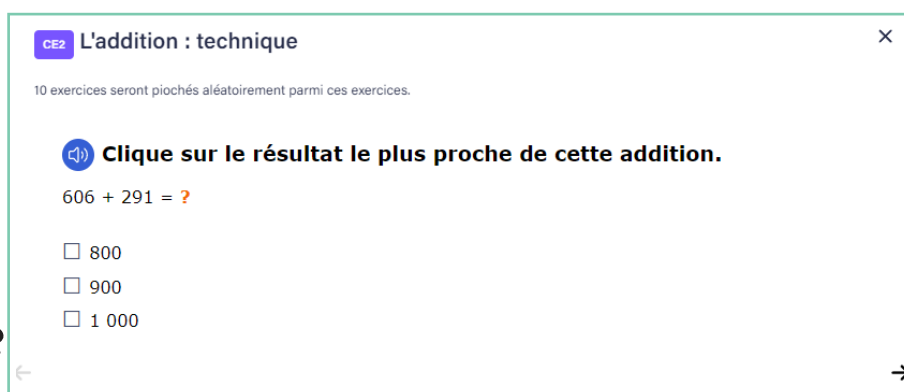 CE2 L'addition : technique
10 exercices seront piochés aléatoirement parmi ces exercices.
Clique sur le résultat le plus proche de cette addition.
606 + 291 = ?
800
900
1 000